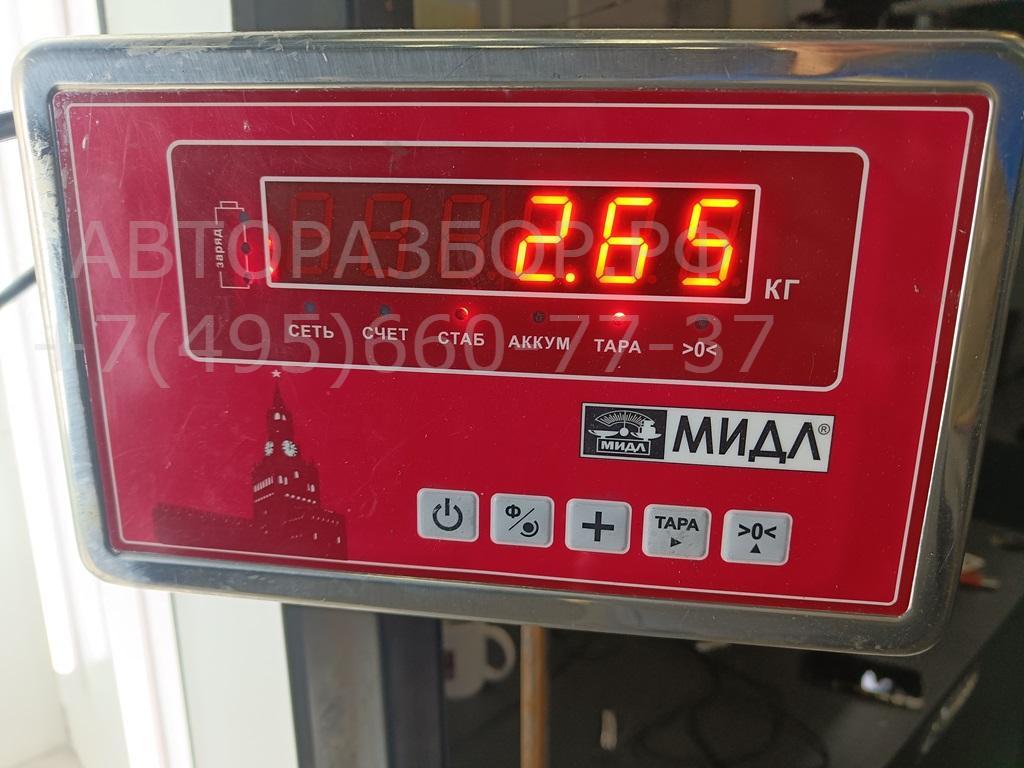 2.65
заряд
КГ
СЕТЬ СЧЕТ СТАБ АККУМ ТАРА >0<
АВТОРАЗБОР.РФ
+7(495)660-77-37
МИДЛ МИДЛ®
Ф ТАРА >0<